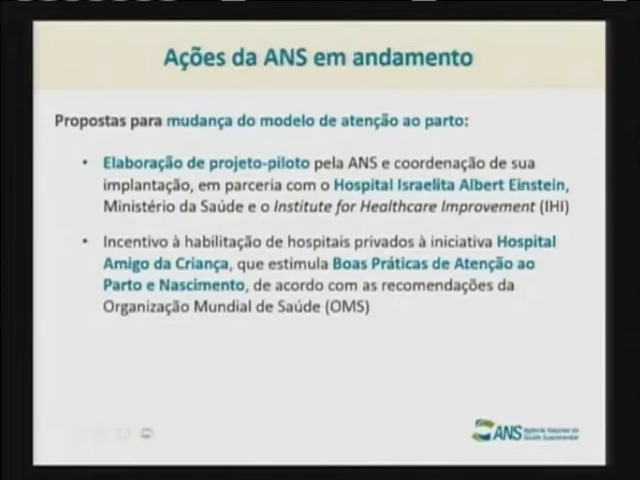 Ações da ANS em andamento
Propostas para mudança do modelo de atenção ao parto:
• Elaboração de projeto-piloto pela ANS e coordenação de sua
implantação, em parceria com o Hospital Israelita Albert Einstein,
Ministério da Saúde e o Institute for Healthcare Improvement (IHI)
• Incentivo à habilitação de hospitais privados à iniciativa Hospital
Amigo da Criança, que estimula Boas Práticas de Atenção ao
Parto e Nascimento, de acordo com as recomendações da
Organização Mundial de Saúde (OMS)
ANS Agência Nacional de
Saúde Suplementar